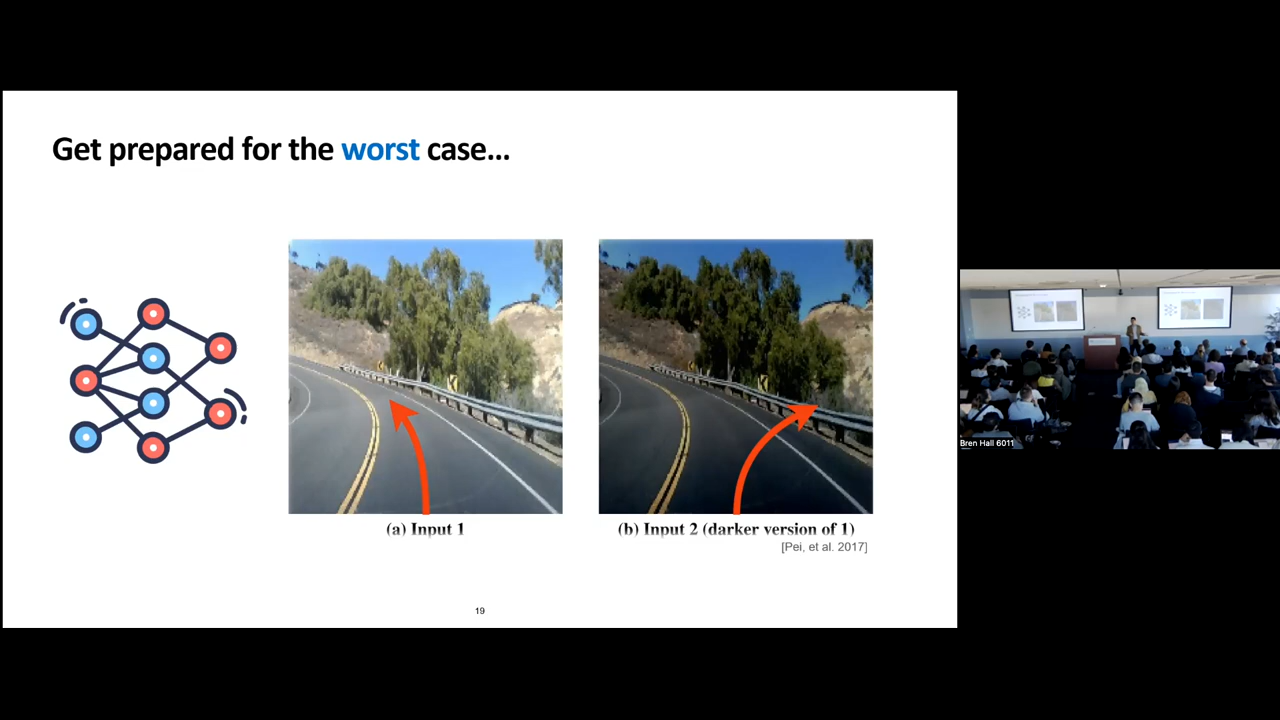 Get prepared for the worst case...
(a) Input 1
(b) Input 2 (darker version of 1)
[Pei, et al. 2017]
19
Bren Hall 6011